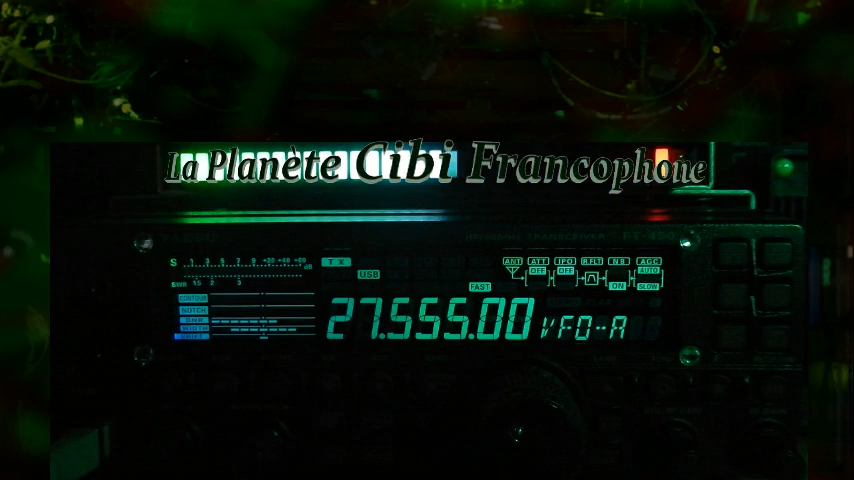 La Planète Cibi Francophone
S 1 3 5 7 9 +20 +40 +60 dB
TX
ANT ATT IPO R.FLT NB AGC
OFF OFF AUTO
USB
SWR 1.5 2 3
FAST ON SLOW
CONTOUR
NOTCH
WIDTH
27.555.00 VFO-A